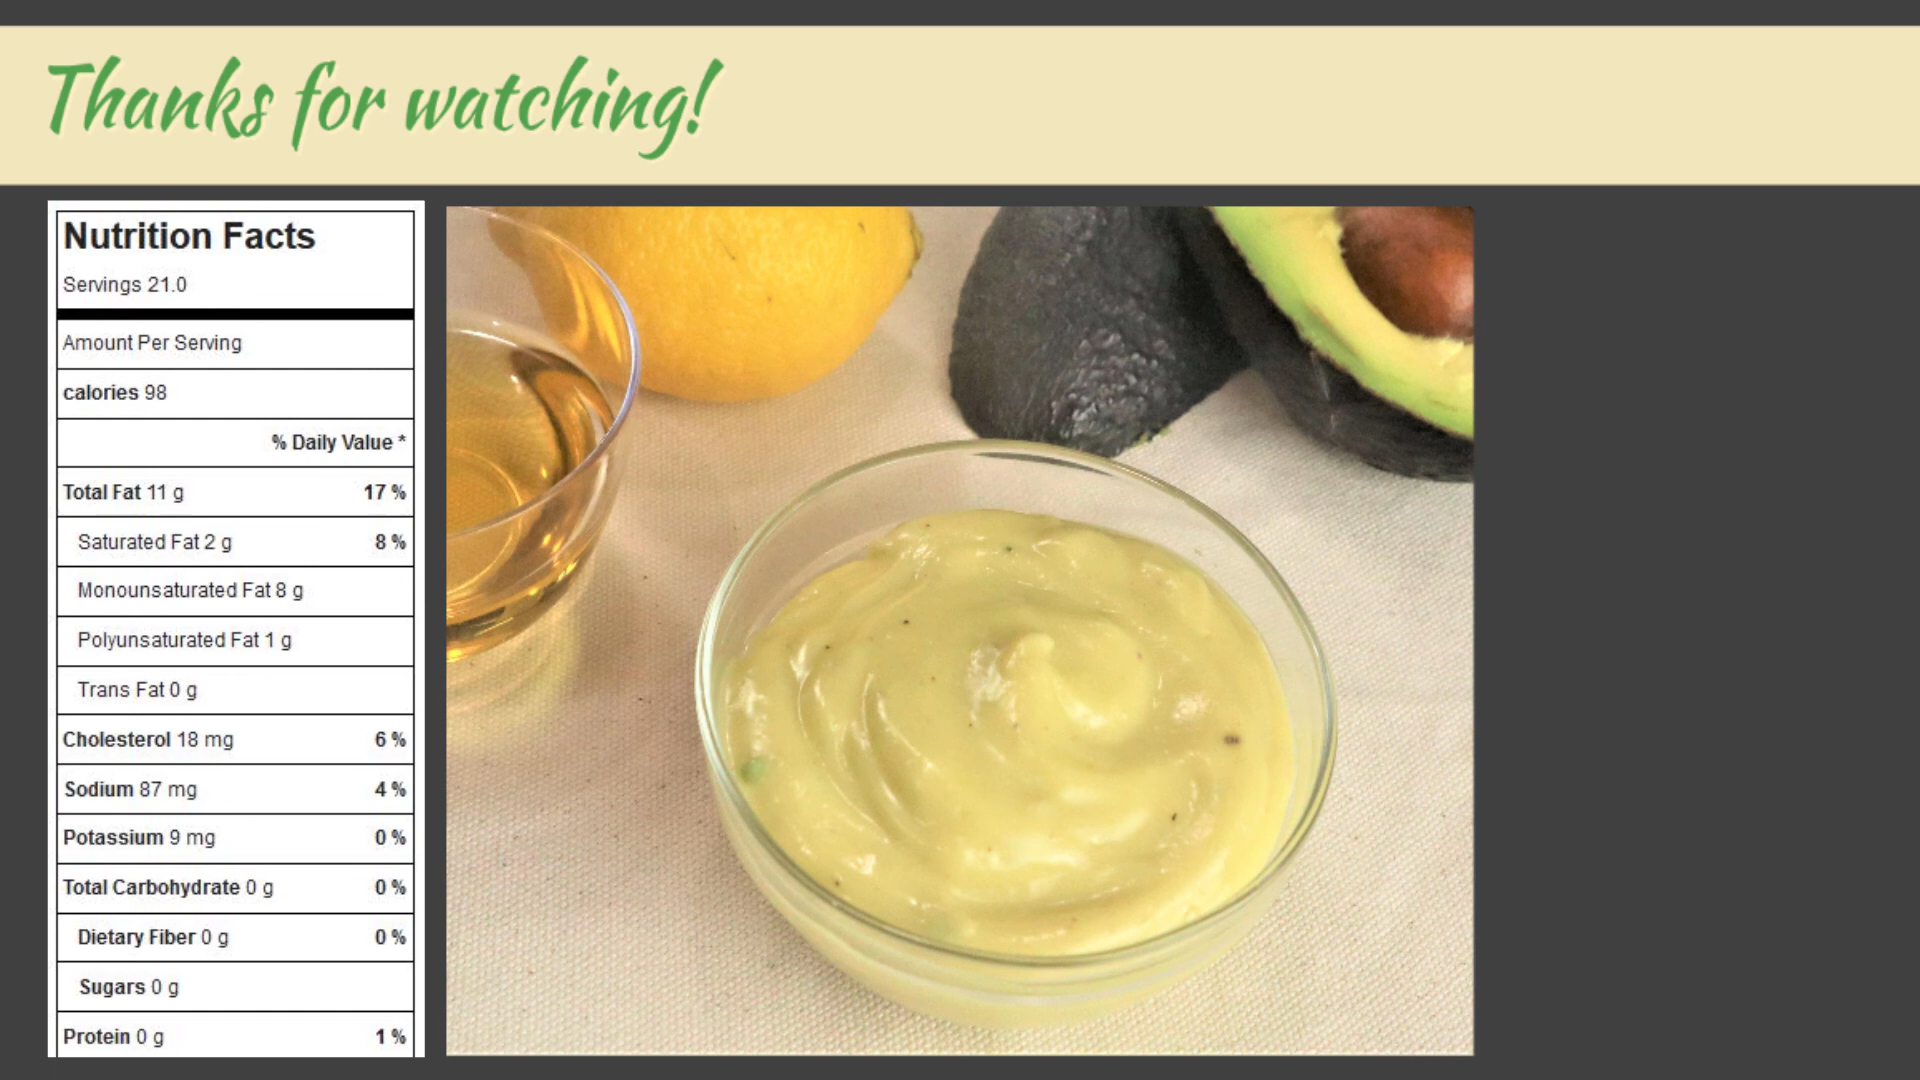 Thanks for watching!
Nutrition Facts
Servings 21.0
Amount Per Serving
calories 98
% Daily Value *
Total Fat 11 g 17 %
Saturated Fat 2 g 8 %
Monounsaturated Fat 8 g
Polyunsaturated Fat 1 g
Trans Fat 0 g
Cholesterol 18 mg 6 %
Sodium 87 mg 4 %
Potassium 9 mg 0 %
Total Carbohydrate 0 g 0 %
Dietary Fiber 0 g 0 %
Sugars 0 g
Protein 0 g 1 %